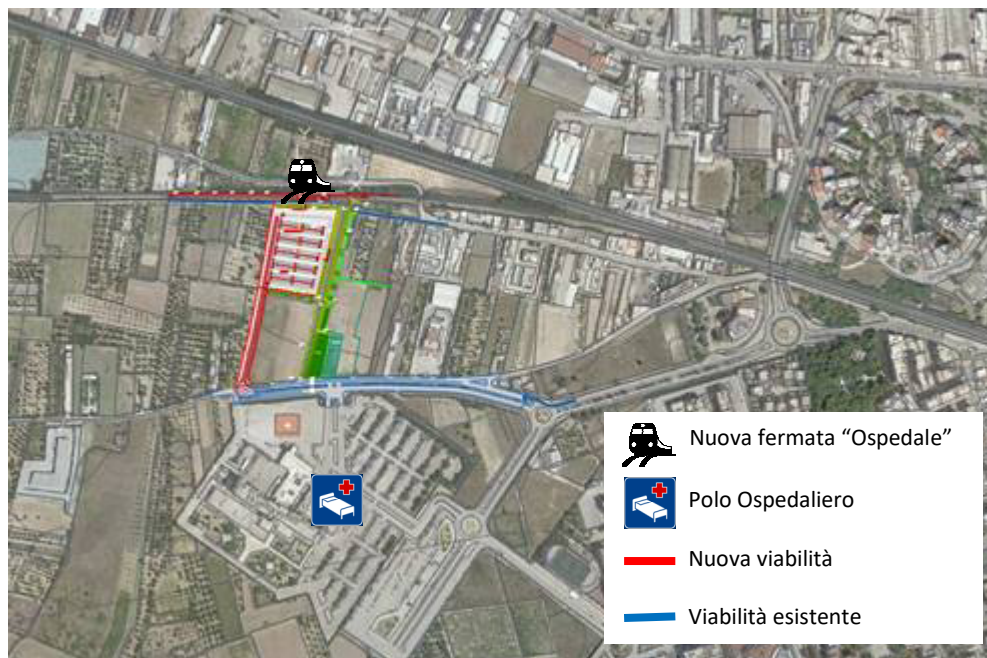 Nuova fermata “Ospedale”
Polo Ospedaliero
Nuova viabilità
Viabilità esistente